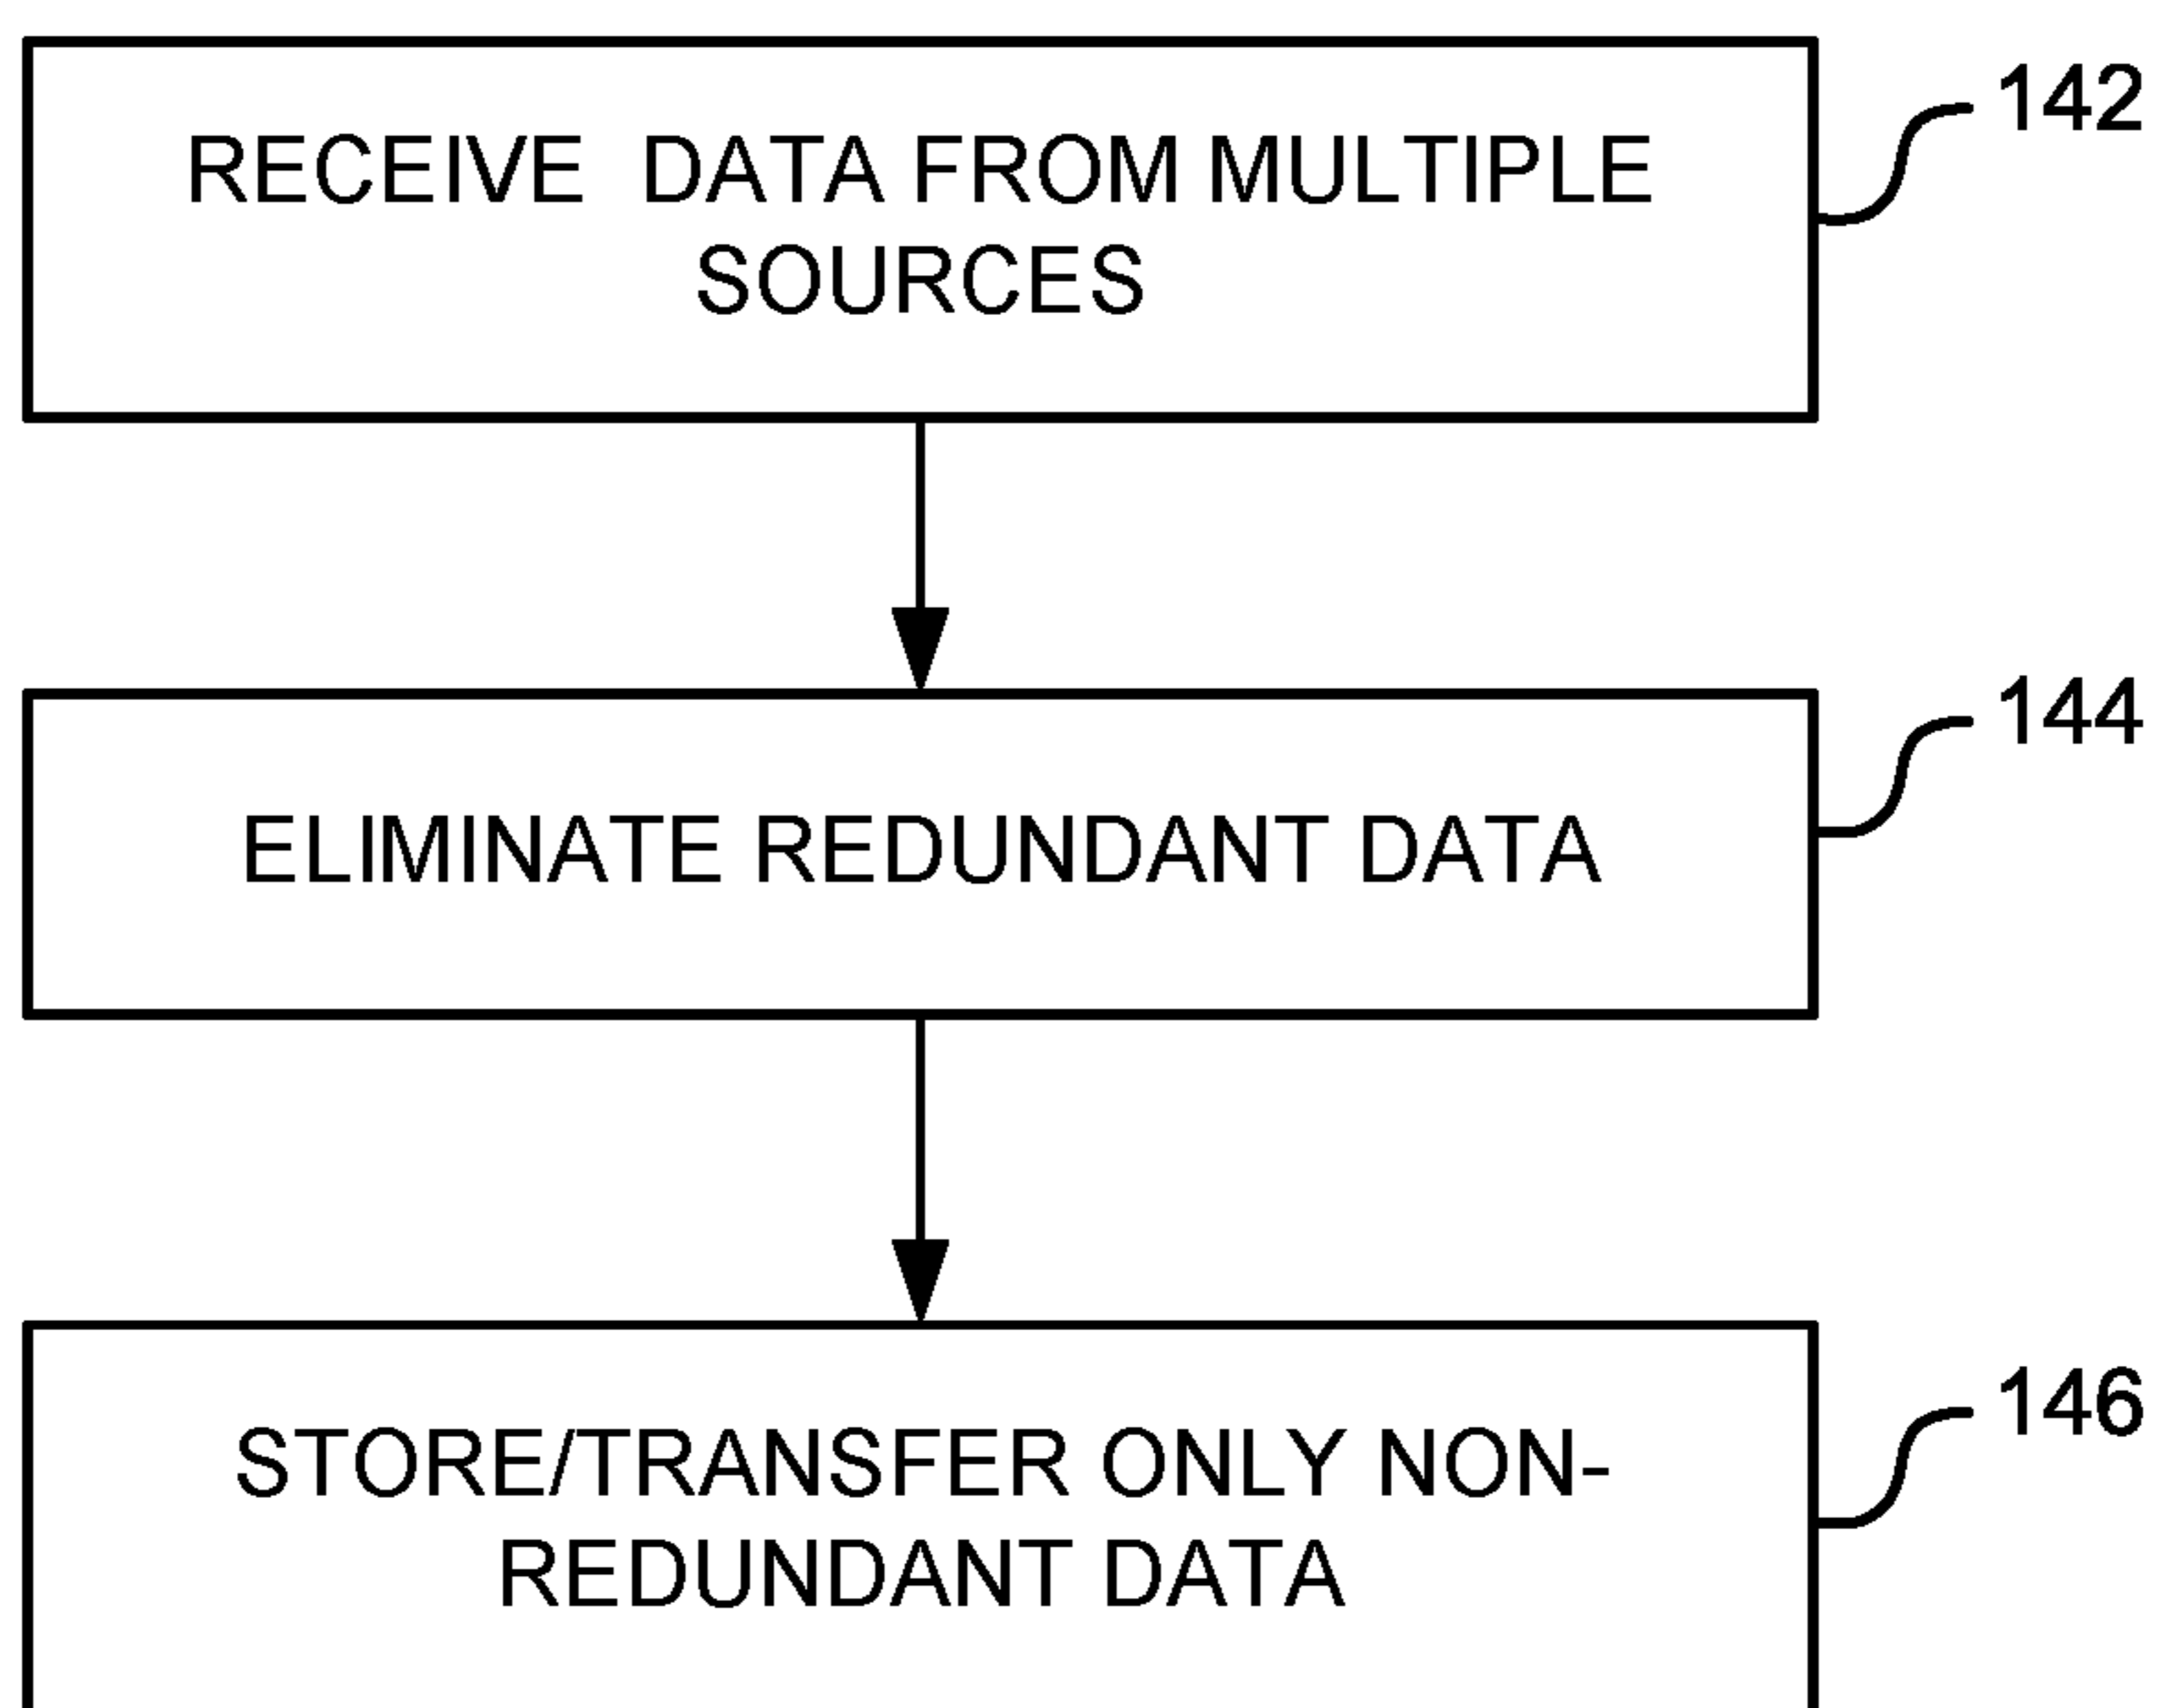 RECEIVE  DATA FROM MULTIPLE
SOURCES
142
ELIMINATE REDUNDANT DATA
144
STORE/TRANSFER ONLY NON-
REDUNDANT DATA
146